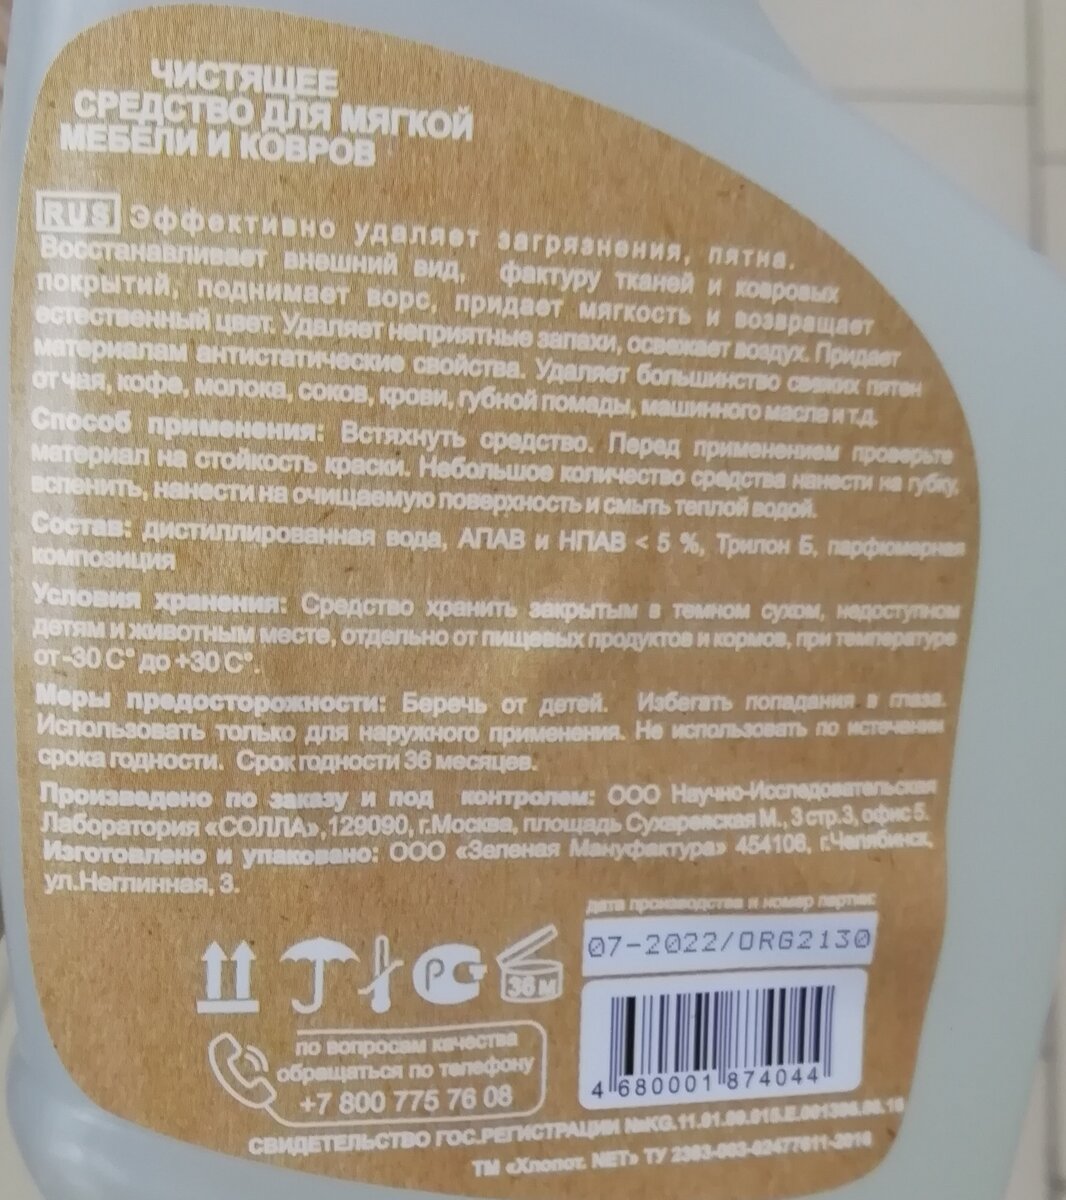 ЧИСТЯЩЕЕ
СРЕДСТВО ДЛЯ МЯГКОЙ
МЕБЕЛИ И КОВРОВ
RUS Эффективно удаляет загрязнения, пятна.
Восстанавливает внешний вид, фактуру тканей и ковровых
покрытий, поднимает ворс, придает мягкость и возвращает
естественный цвет. Удаляет неприятные запахи, освежает воздух. Придает
материалам антистатические свойства. Удаляет большинство свежих пятен
от чая, кофе, молока, соков, крови, губной помады, машинного масла и т.д.
Способ применения: Встяхнуть средство. Перед применением проверьте
материал на стойкость краски. Небольшое количество средства нанести на губку,
вспенить, нанести на очищаемую поверхность и смыть теплой водой.
Состав: дистиллированная вода, АПАВ и НПАВ < 5 %, Трилон Б, парфюмерная
композиция
Условия хранения: Средство хранить закрытым в темном сухом, недоступном
детям и животным месте, отдельно от пищевых продуктов и кормов, при температуре
от -30 С° до +30 С°.
Меры предосторожности: Беречь от детей. Избегать попадания в глаза.
Использовать только для наружного применения. Не использовать по истечении
срока годности. Срок годности 36 месяцев.
Произведено по заказу и под контролем: ООО Научно-Исследовательская
Лаборатория «СОЛЛА», 129090, г.Москва, площадь Сухаревская М., 3 стр.3, офис 5.
Изготовлено и упаковано: ООО «Зеленая Мануфактура» 454106, г.Челябинск,
ул.Неглинная, 3.
дата производства и номер партии:
07-2022/ORG2130
36 м
4 680001 874044
по вопросам качества
обращаться по телефону
+7 800 775 76 08
СВИДЕТЕЛЬСТВО ГОС.РЕГИСТРАЦИИ
ТМ «Хлопот. NET» ТУ